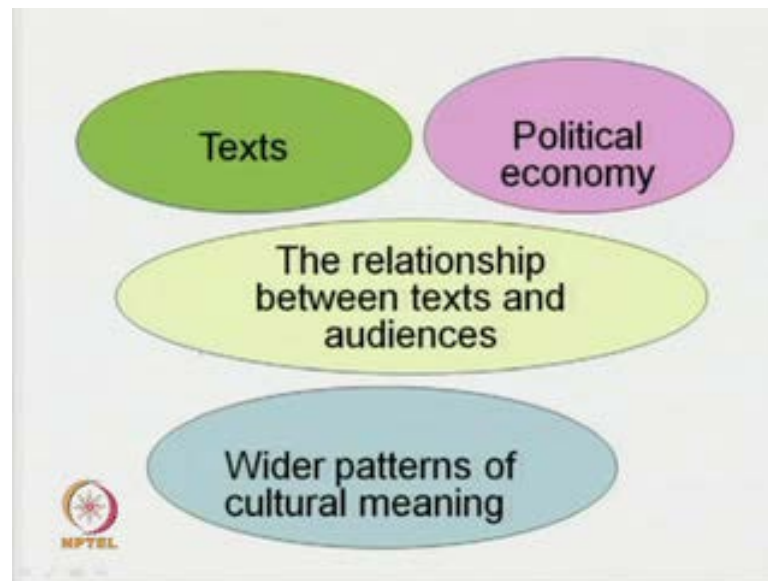 Texts
Political
economy
The relationship
between texts and
audiences
Wider patterns of
cultural meaning
NPTEL